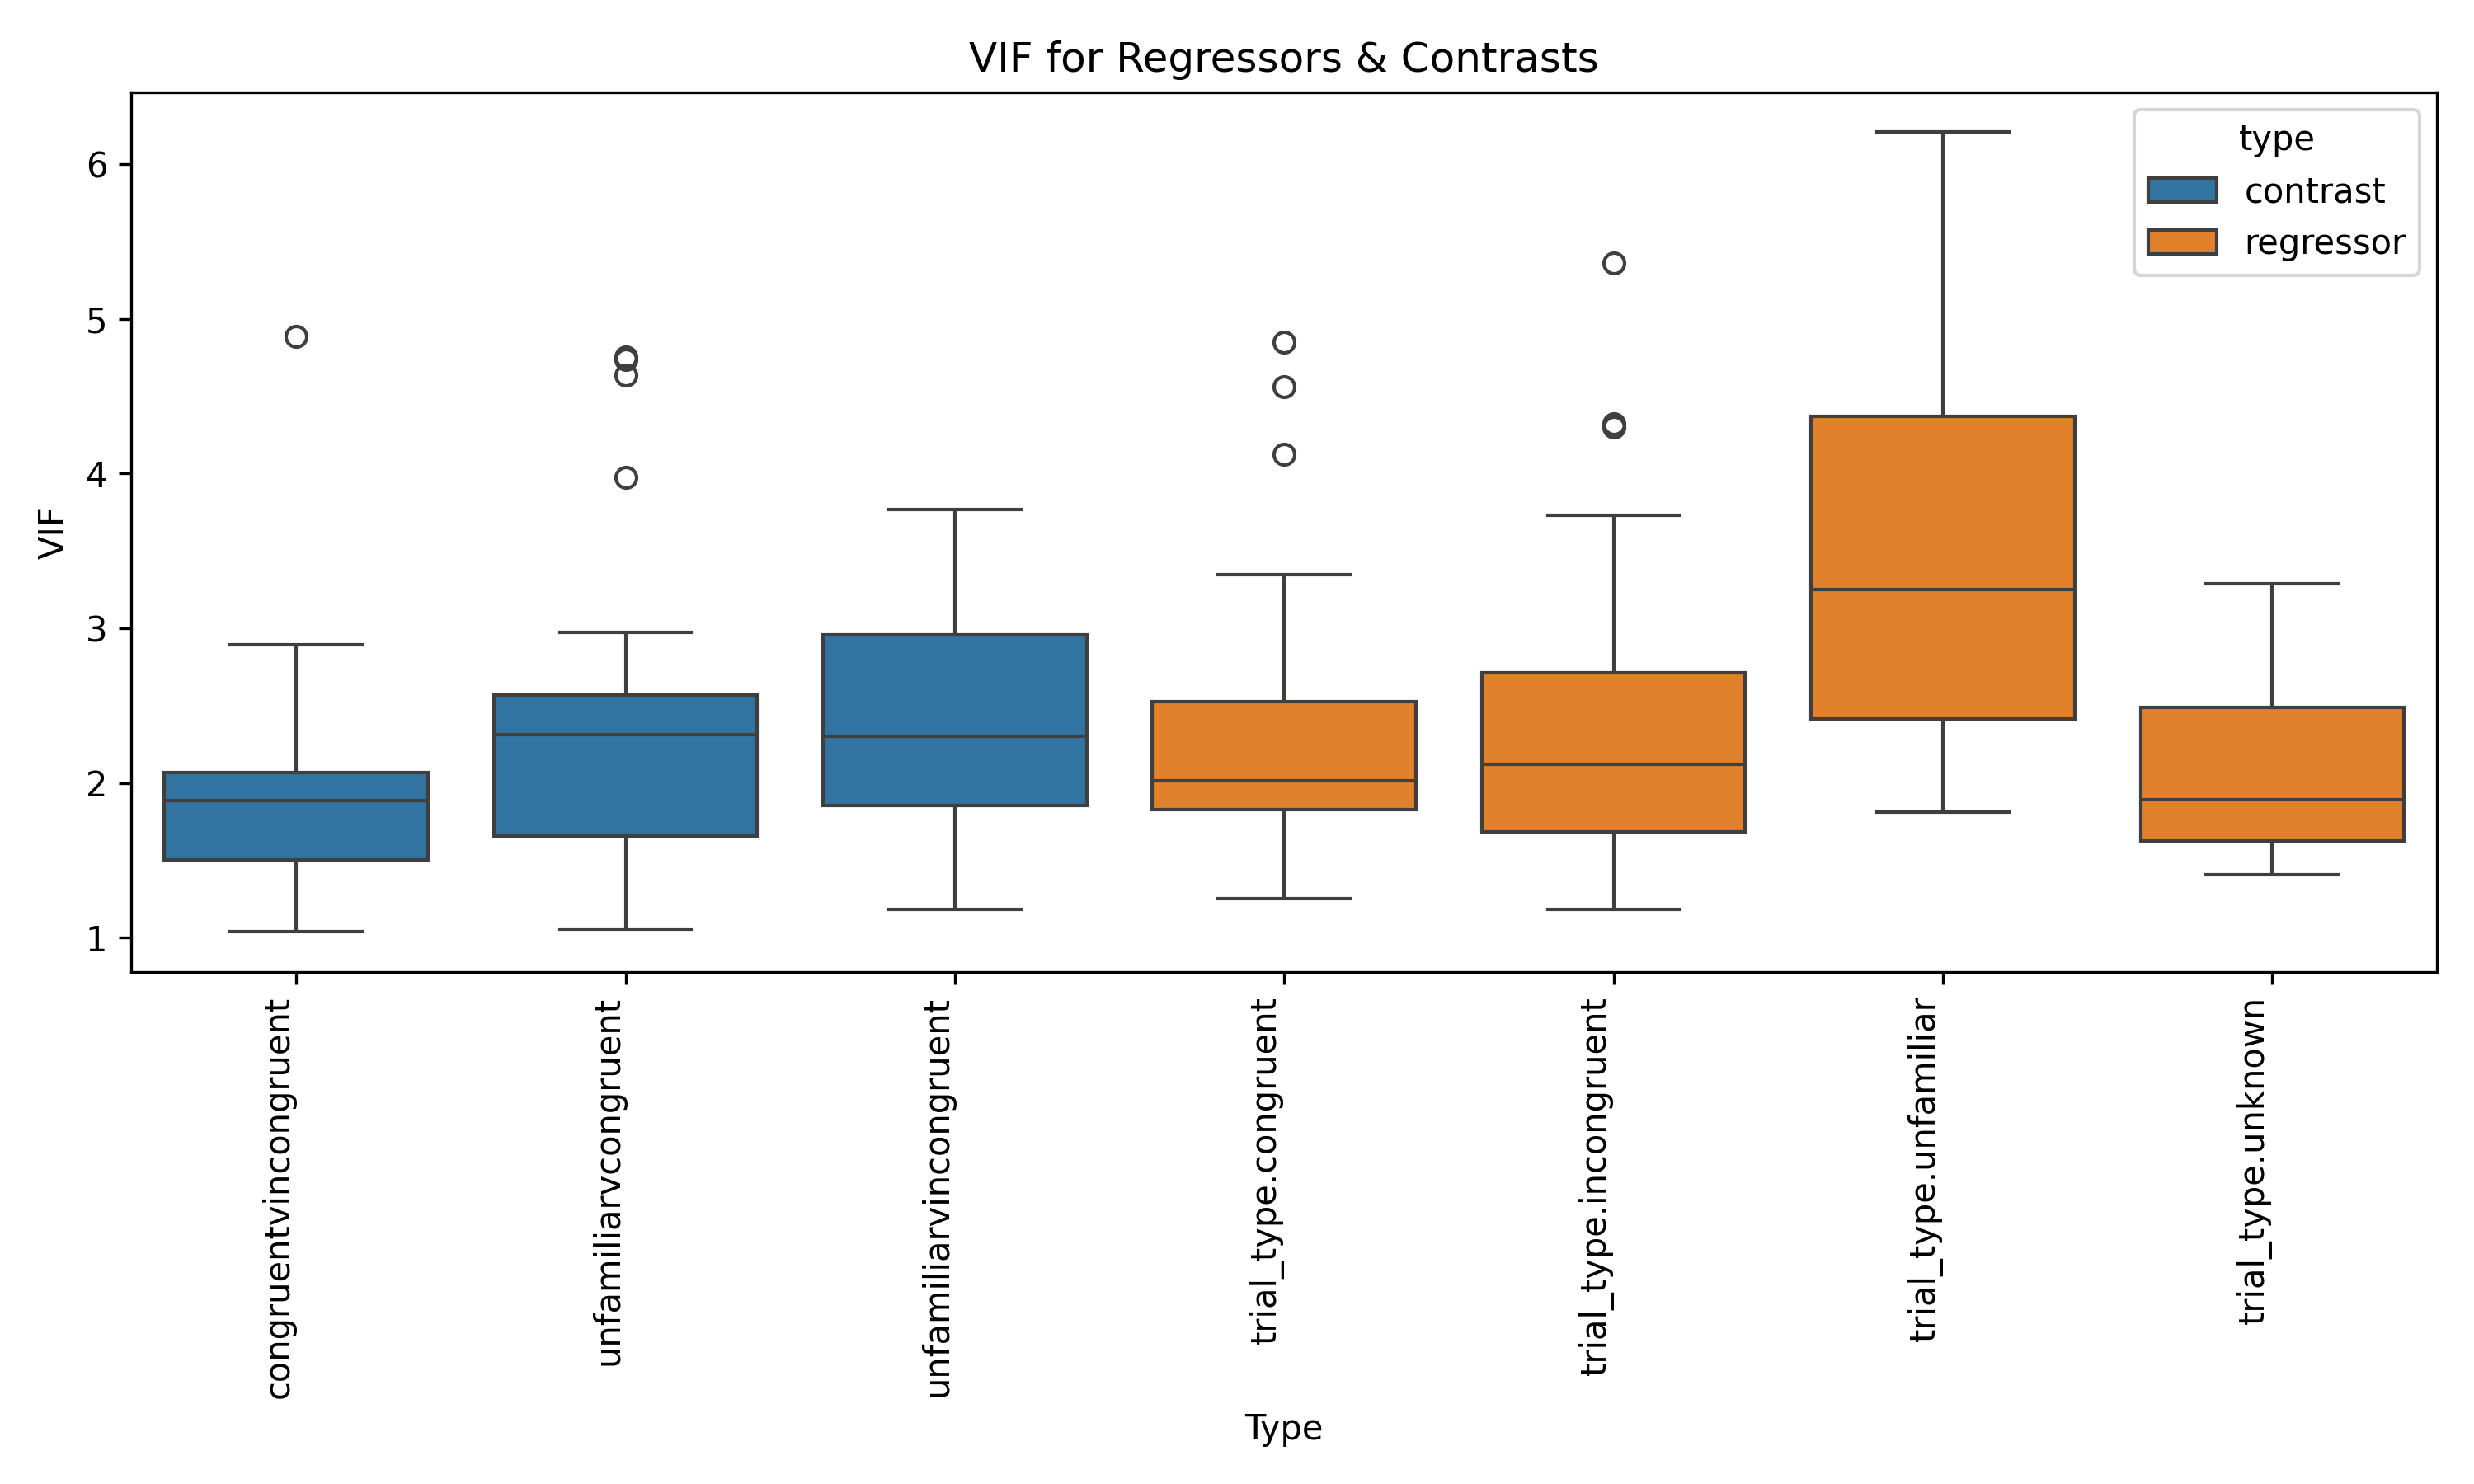 VIF for Regressors & Contrasts
type
contrast
regressor
6
5
4
3
2
1
VIF
congruentvincongruent
unfamiliarvcongruent
unfamiliarvincongruent
trial_type.congruent
trial_type.incongruent
trial_type.unfamiliar
trial_type.unknown
Type